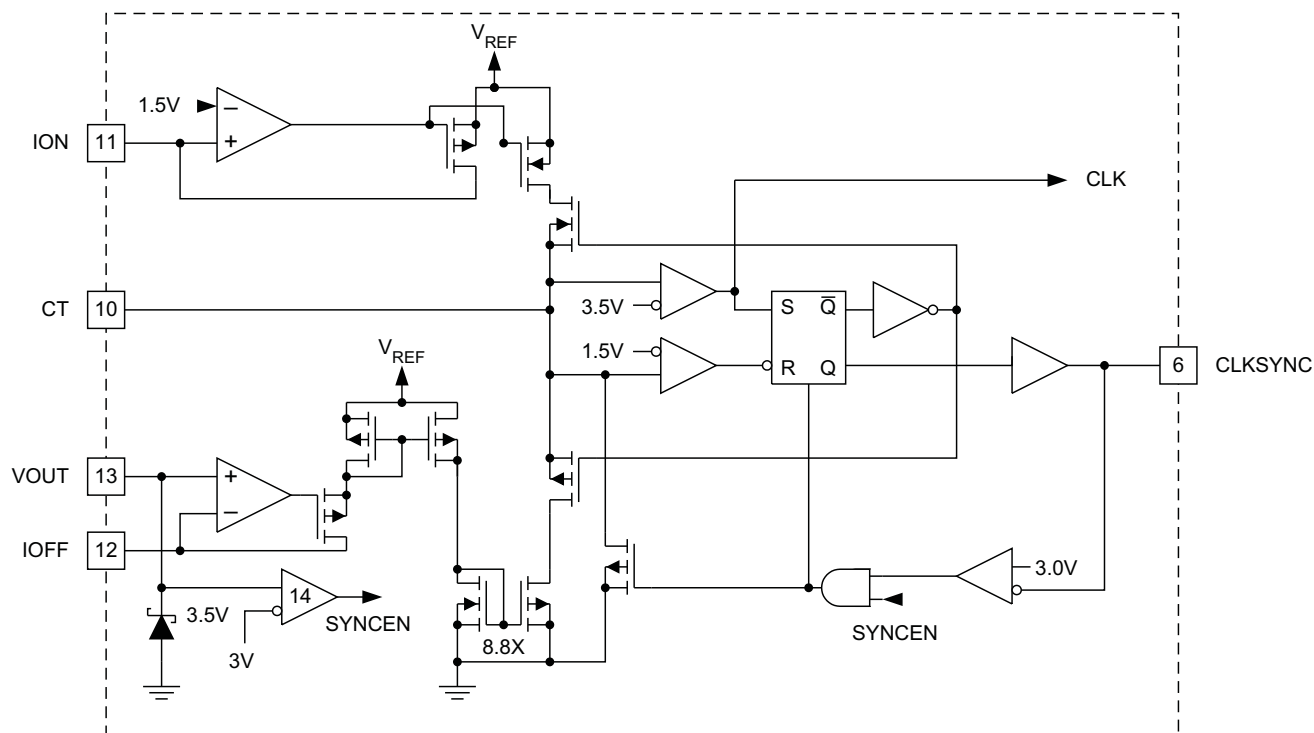 V_REF
1.5V
ION
11
CLK
CT
10
3.5V
S
Q̅
1.5V
R
Q
6
CLKSYNC
V_REF
VOUT
13
IOFF
12
3.0V
14
3.5V
SYNCEN
SYNCEN
3V
8.8X